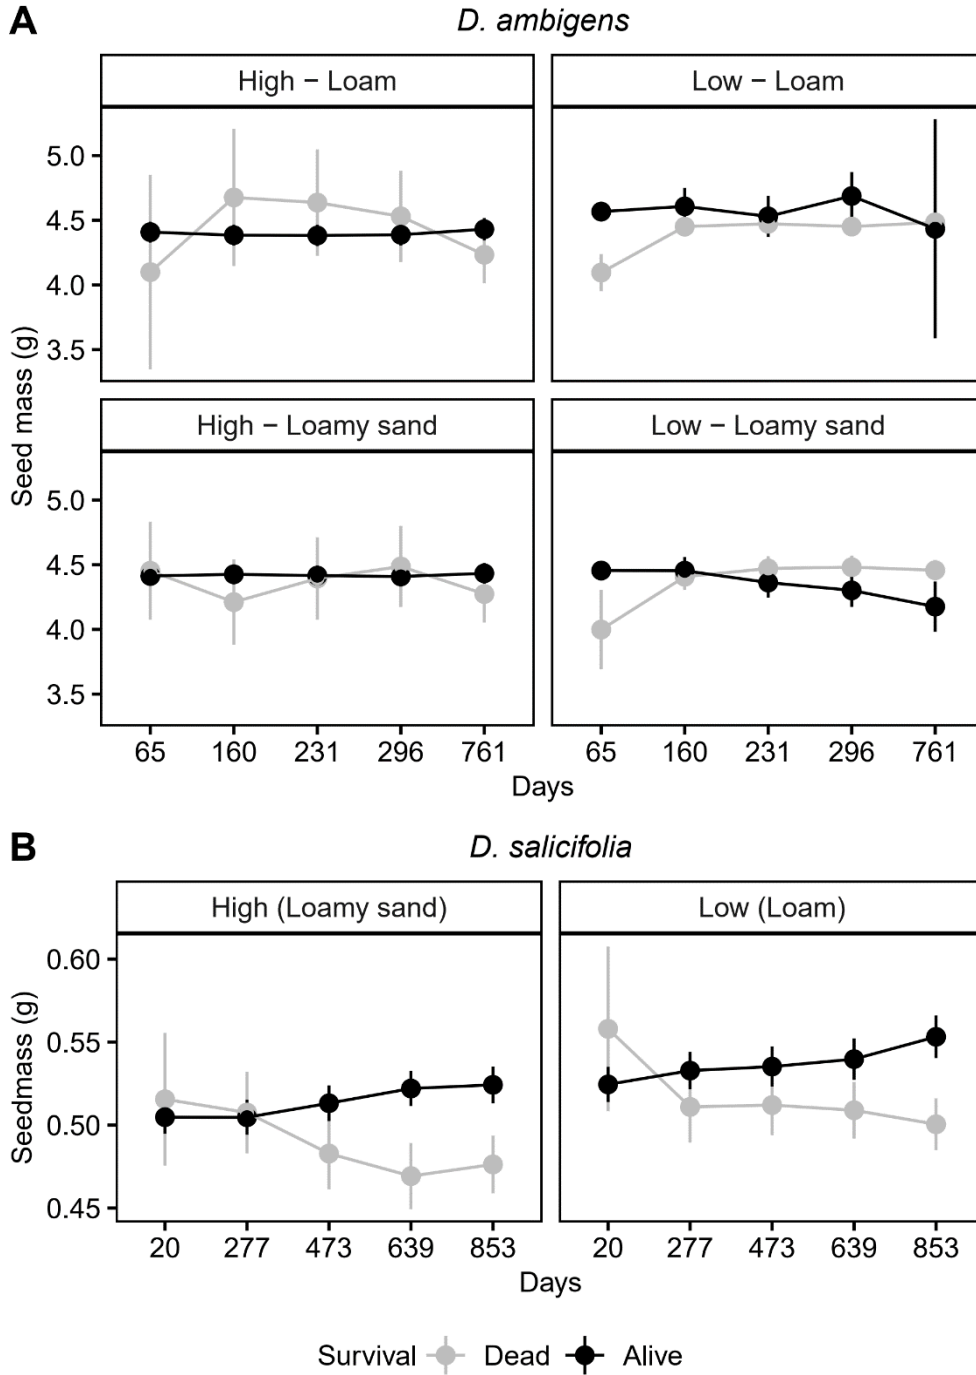 A
D. ambigens
High − Loam
Low − Loam
5.0
4.5
4.0
3.5
Seed mass (g)
High − Loamy sand
Low − Loamy sand
5.0
4.5
4.0
3.5
65 160 231 296 761
65 160 231 296 761
Days
B
D. salicifolia
High (Loamy sand)
Low (Loam)
0.60
0.55
0.50
0.45
Seedmass (g)
20 277 473 639 853
20 277 473 639 853
Days
Survival Dead Alive